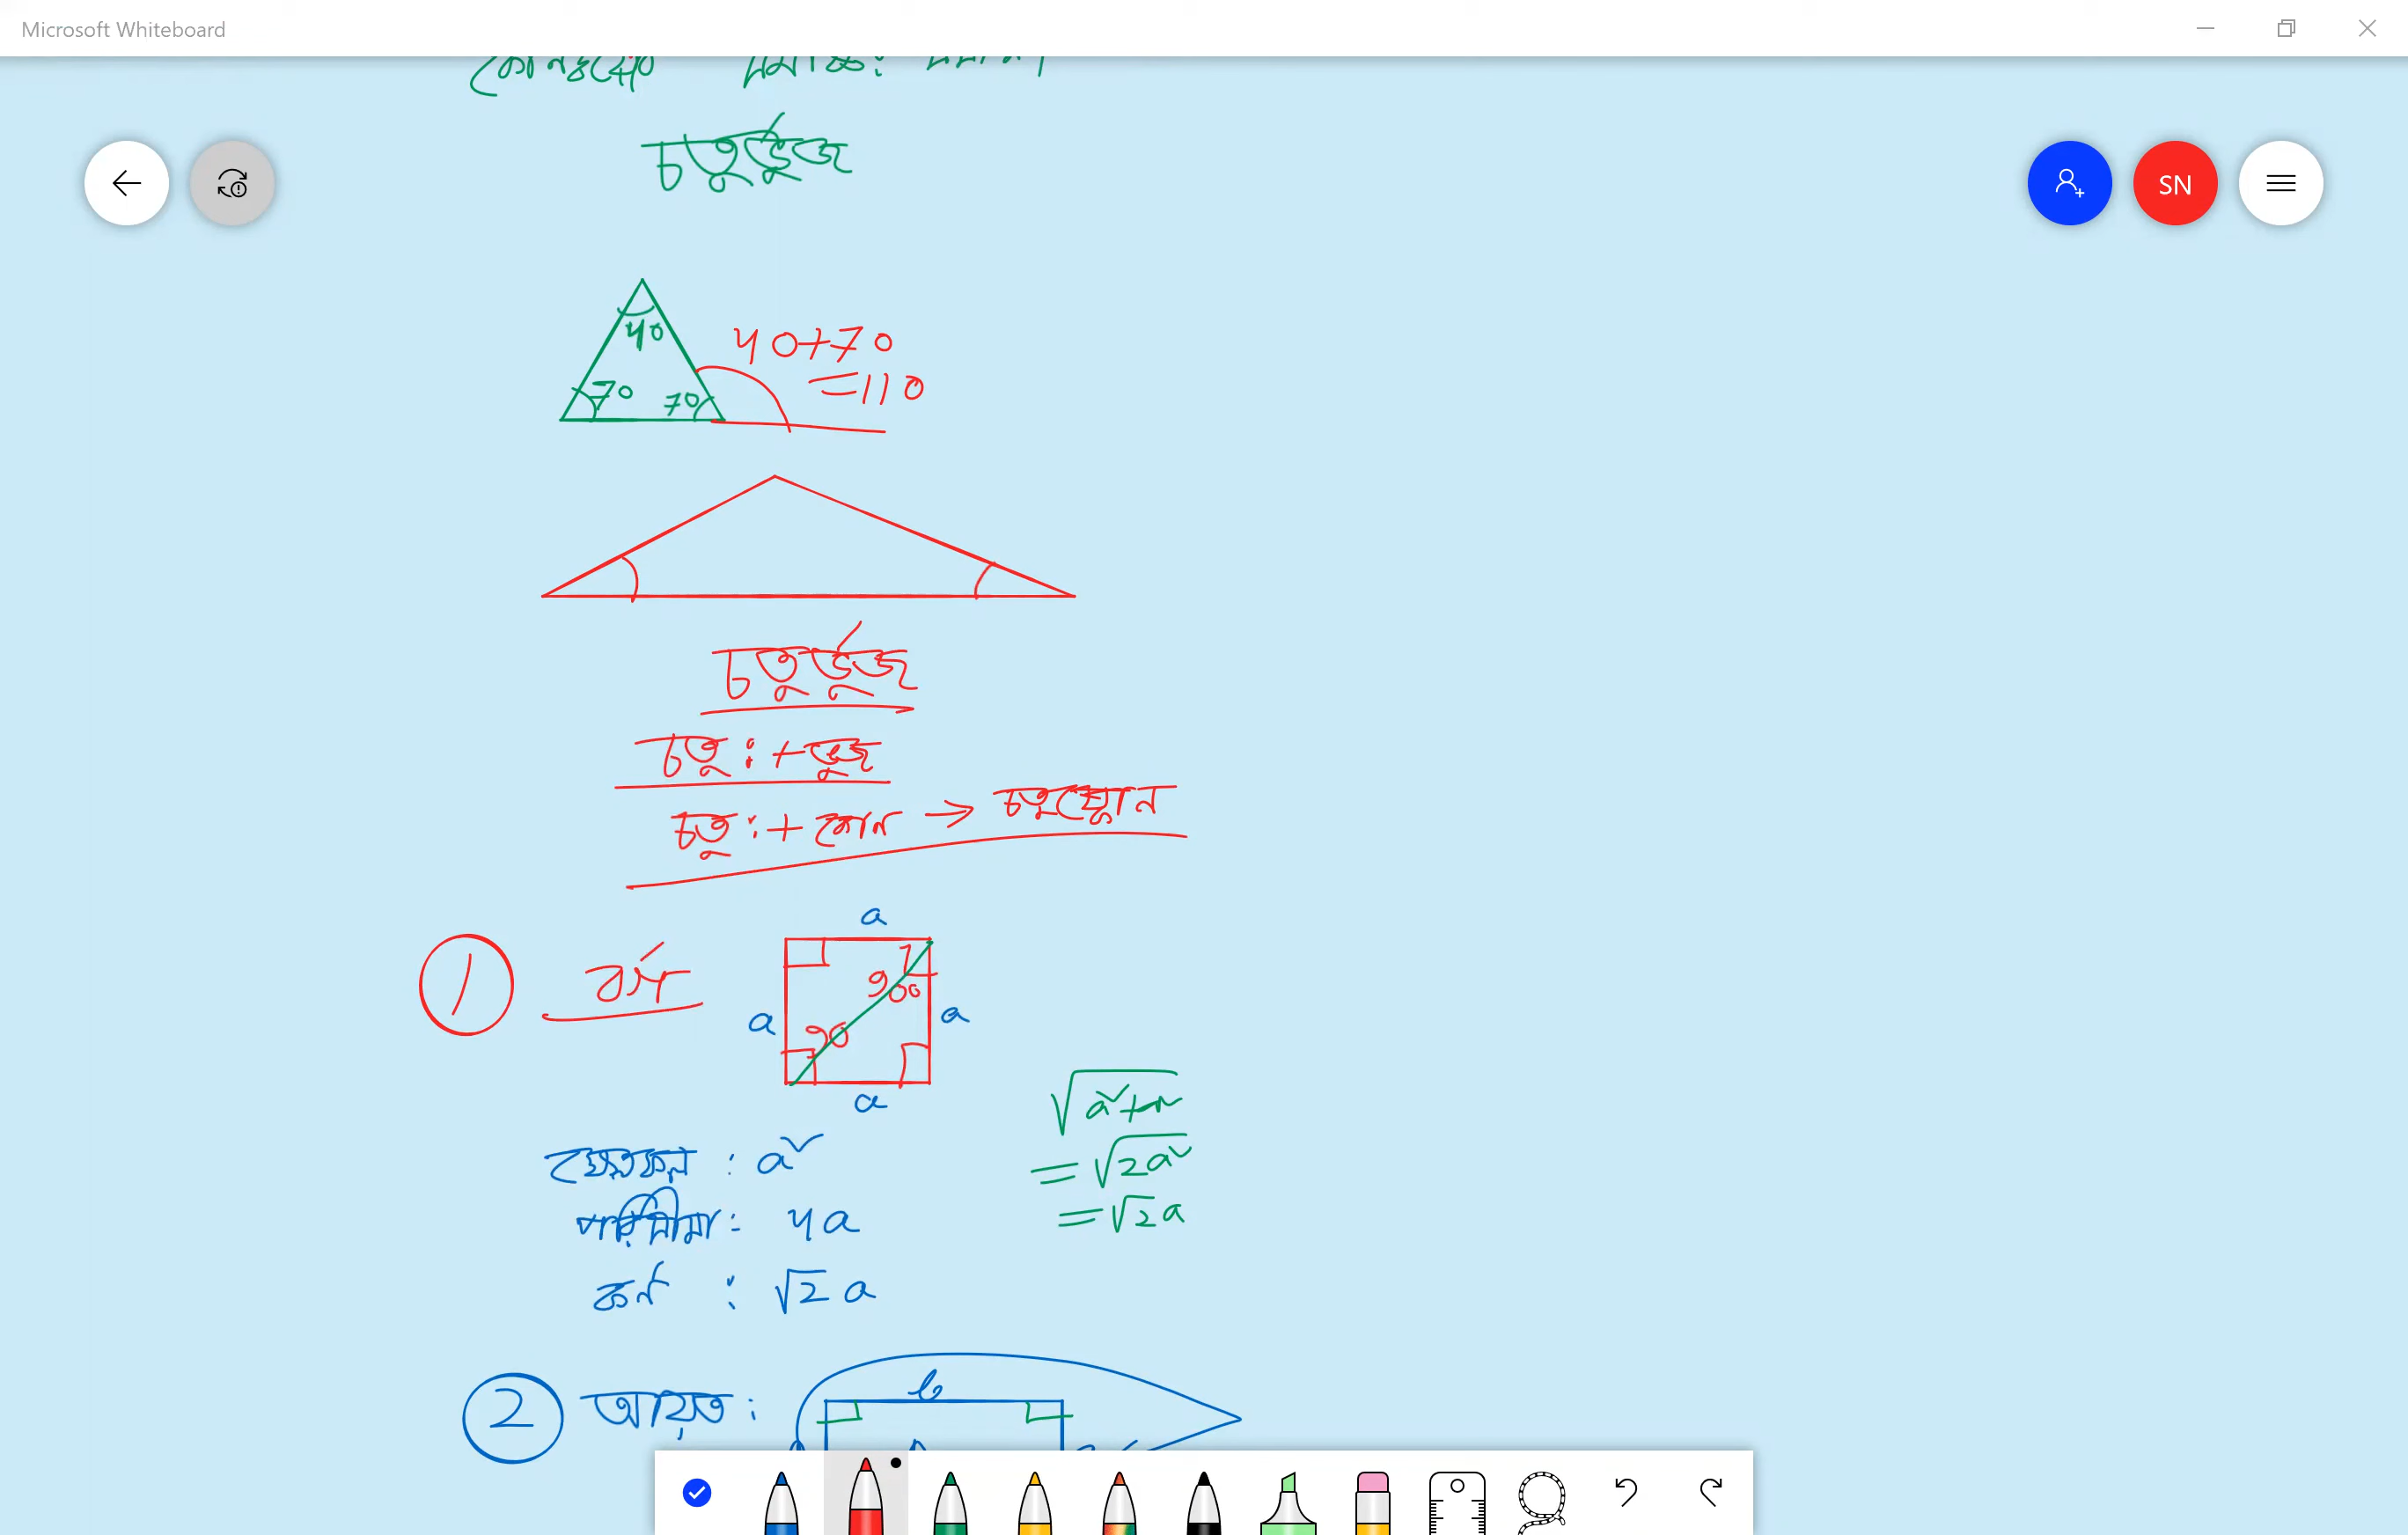 Microsoft Whiteboard
চতুর্ভুজ
SN
40
70
70
40+70
=110
চতুর্ভুজ
চতু:+ভুজ
চতু:+কোন → চতুষ্কোন
1
বর্গ
a
90°
a
a
90
a
√a²+a²
=√2a²
=√2a
ক্ষেত্রফল : a²
পরিসীমা: 4a
কর্ন : √2 a
2
আয়ত:
b